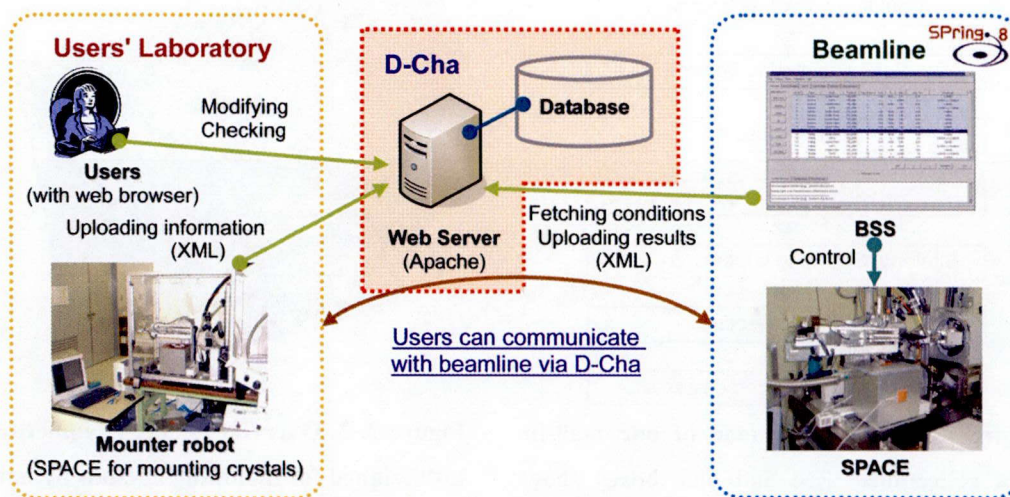 Users' Laboratory
Modifying
Checking
Users
(with web browser)
Uploading information
(XML)
Mounter robot
(SPACE for mounting crystals)
D-Cha
Database
Web Server
(Apache)
Fetching conditions
Uploading results
(XML)
Users can communicate
with beamline via D-Cha
SPring-8
Beamline
BSS
Control
SPACE